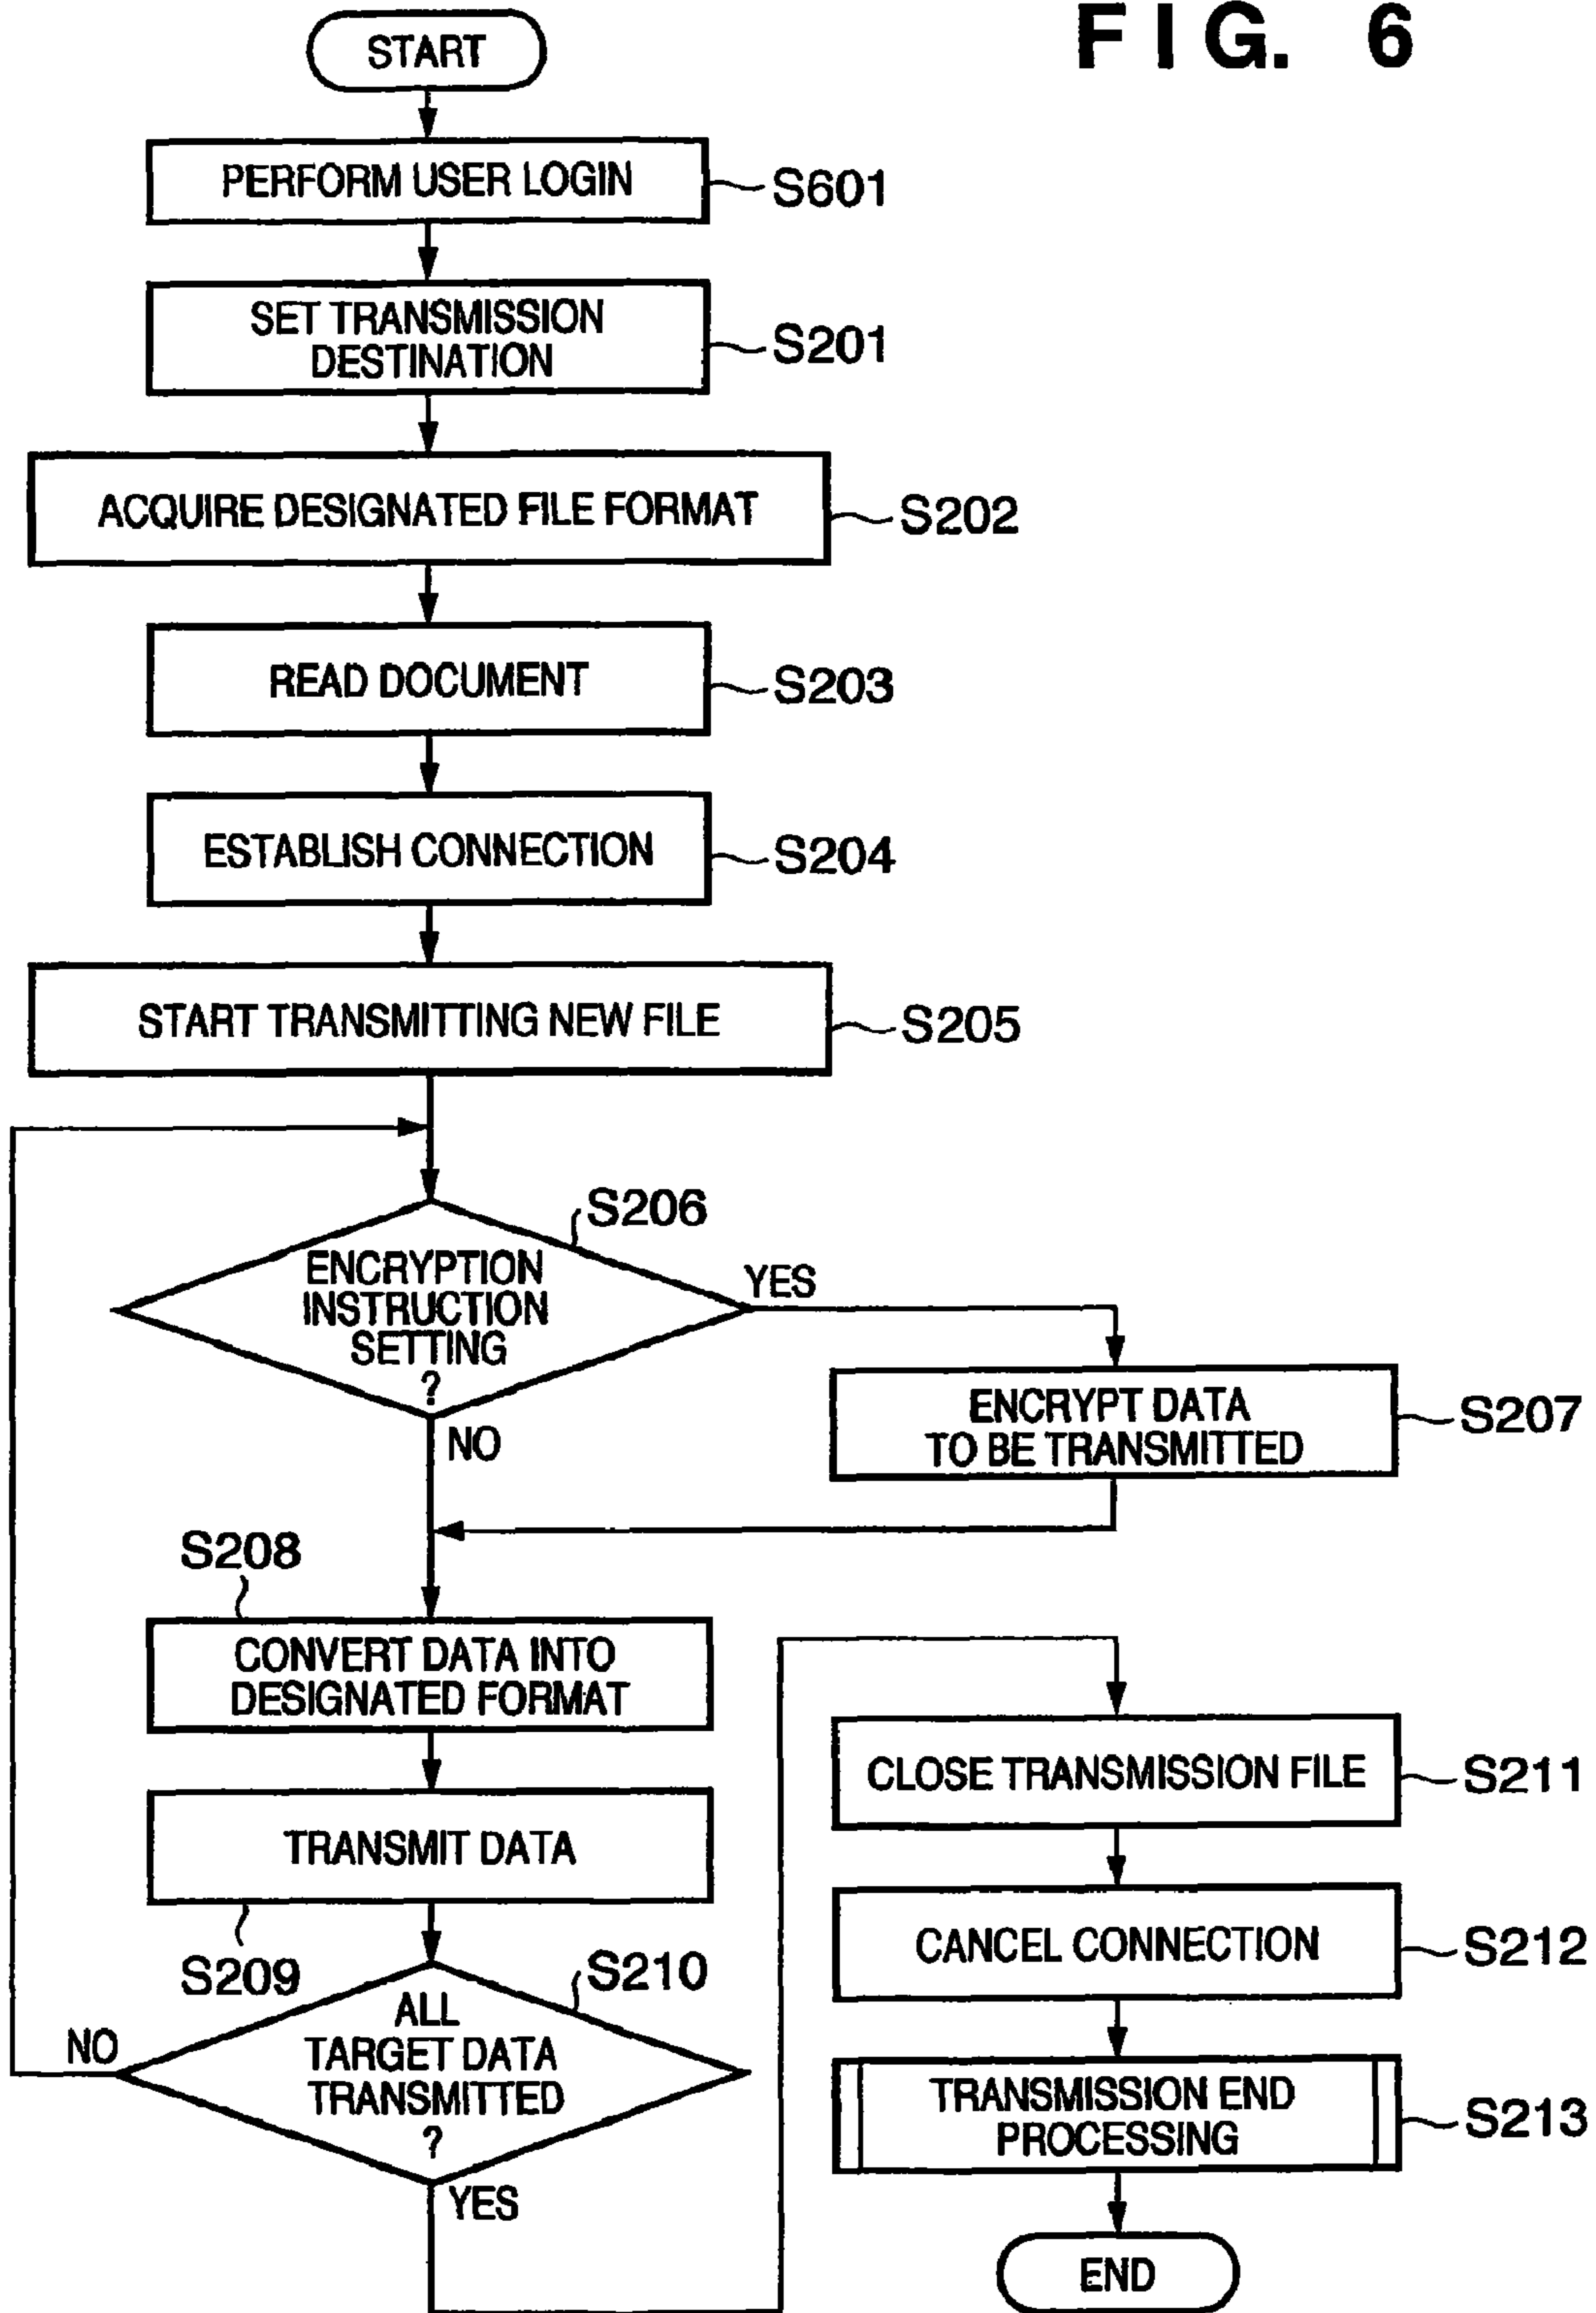 FIG. 6
START
PERFORM USER LOGIN
S601
SET TRANSMISSION
DESTINATION
S201
ACQUIRE DESIGNATED FILE FORMAT
S202
READ DOCUMENT
S203
ESTABLISH CONNECTION
S204
START TRANSMITTING NEW FILE
S205
S206
ENCRYPTION
INSTRUCTION
SETTING
?
YES
NO
ENCRYPT DATA
TO BE TRANSMITTED
S207
S208
CONVERT DATA INTO
DESIGNATED FORMAT
TRANSMIT DATA
S209
S210
ALL
TARGET DATA
TRANSMITTED
?
NO
YES
CLOSE TRANSMISSION FILE
S211
CANCEL CONNECTION
S212
TRANSMISSION END
PROCESSING
S213
END